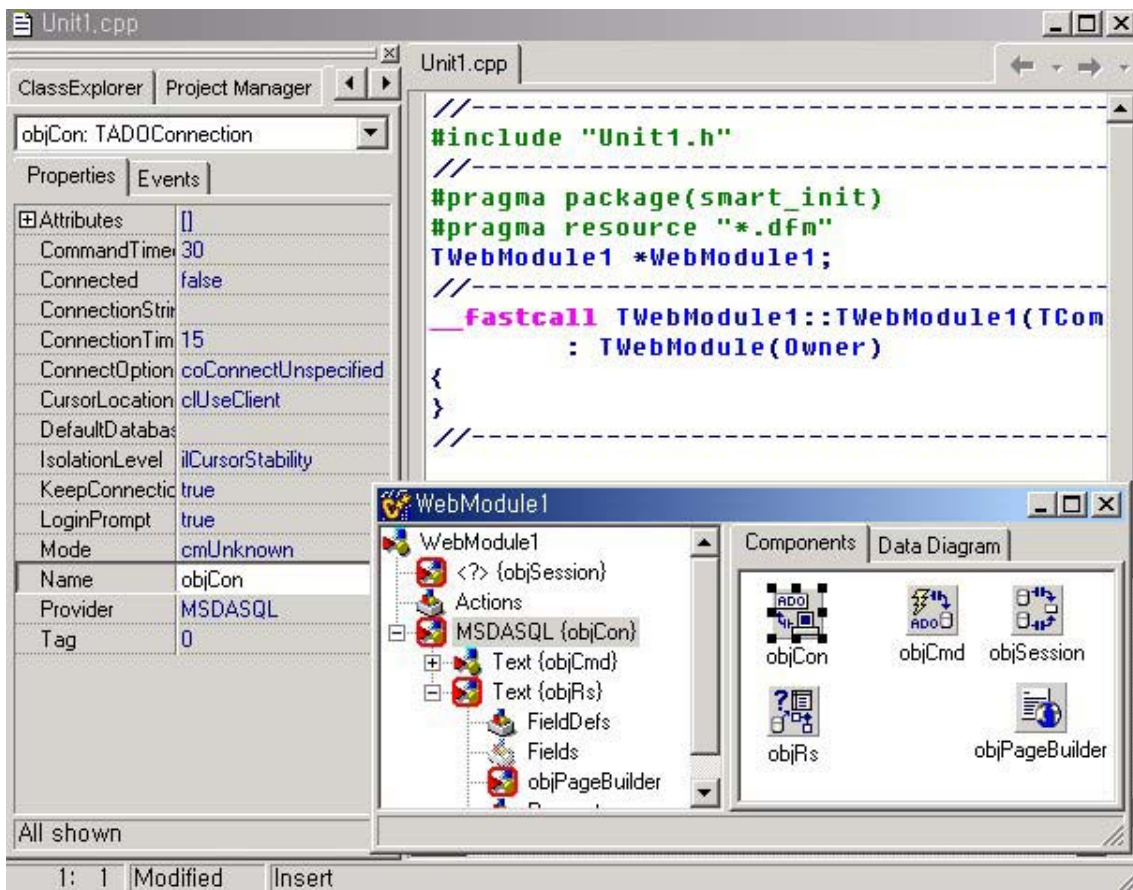 Unit1.cpp
ClassExplorer Project Manager
objCon: TADOConnection
Properties Events
Attributes []
CommandTime 30
Connected false
ConnectionStrin
ConnectionTim 15
ConnectOption coConnectUnspecified
CursorLocation clUseClient
DefaultDatabas
IsolationLevel ilCursorStability
KeepConnectic true
LoginPrompt true
Mode cmUnknown
Name objCon
Provider MSDASQL
Tag 0
All shown
1: 1 Modified Insert
Unit1.cpp
//--------------------------------------------
#include "Unit1.h"
//--------------------------------------------
#pragma package(smart_init)
#pragma resource "*.dfm"
TWebModule1 *WebModule1;
//--------------------------------------------
__fastcall TWebModule1::TWebModule1(TCom
: TWebModule(Owner)
{
}
//--------------------------------------------
WebModule1
WebModule1
<?> {objSession}
Actions
MSDASQL {objCon}
Text {objCmd}
Text {objRs}
FieldDefs
Fields
objPageBuilder
Components Data Diagram
objCon objCmd objSession
objRs objPageBuilder